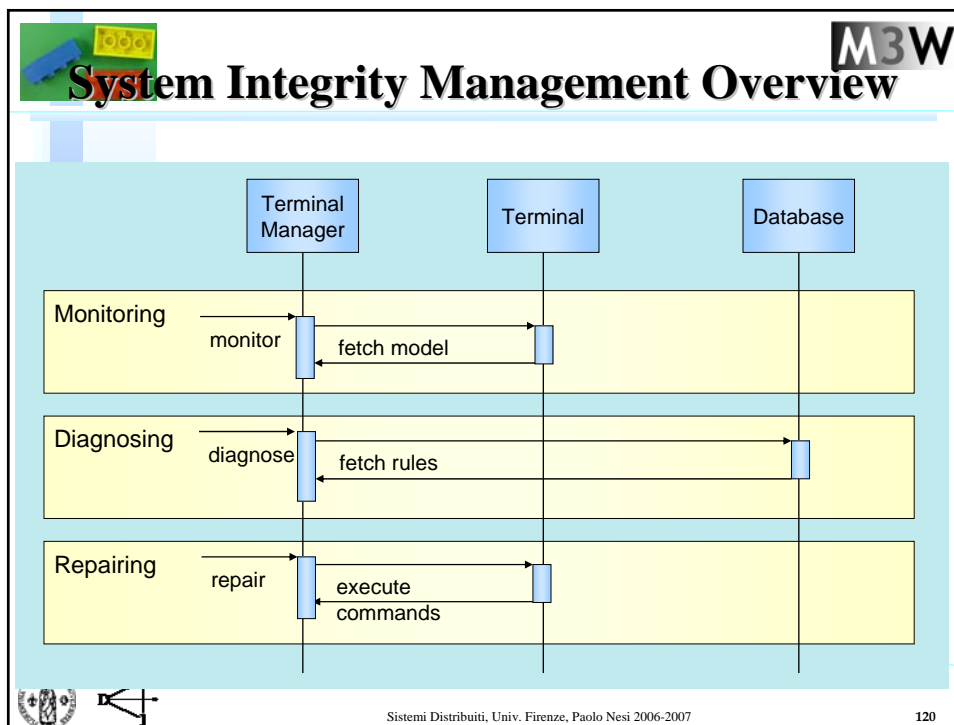 M3W
System Integrity Management Overview
Terminal
Manager
Terminal
Database
Monitoring
monitor
fetch model
Diagnosing
diagnose
fetch rules
Repairing
repair
execute
commands
Sistemi Distribuiti, Univ. Firenze, Paolo Nesi 2006-2007
120